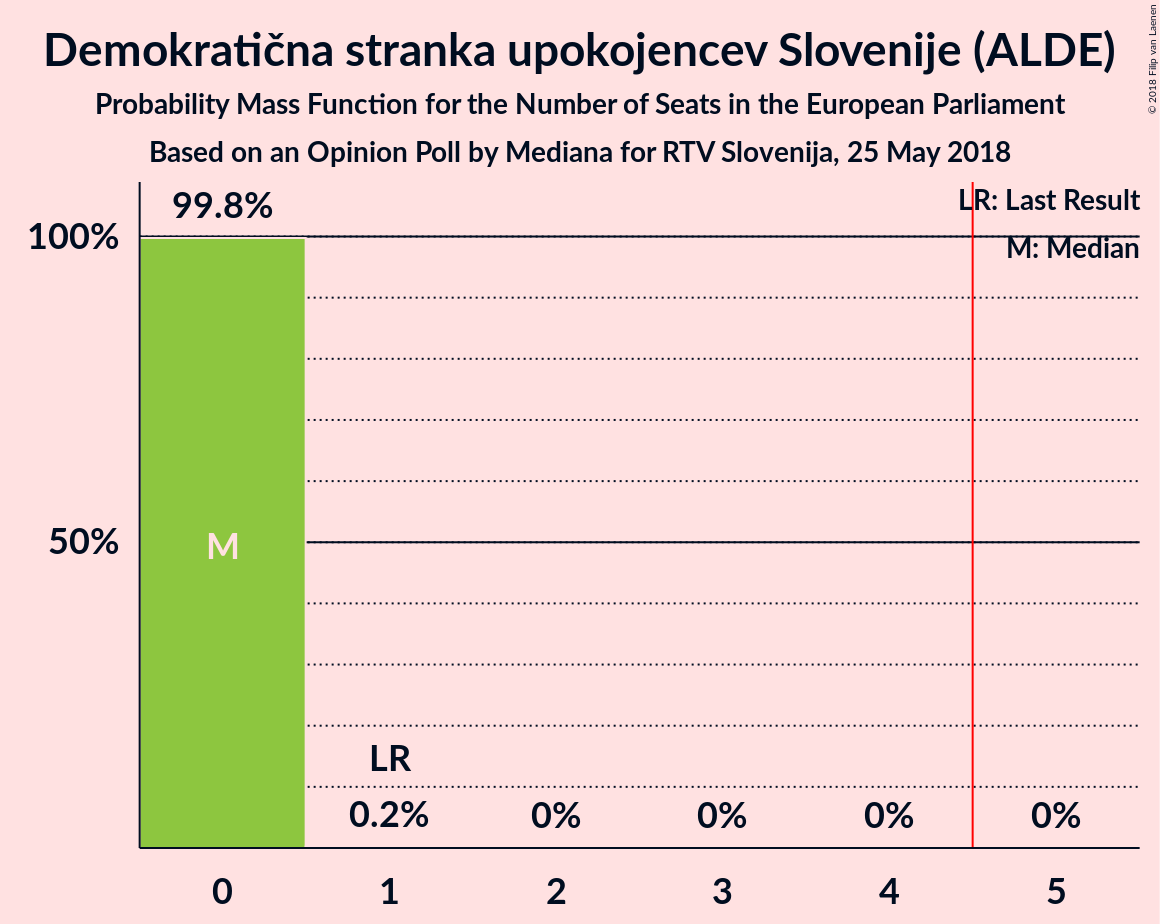 Demokratična stranka upokojencev Slovenije (ALDE)
Probability Mass Function for the Number of Seats in the European Parliament
Based on an Opinion Poll by Mediana for RTV Slovenija, 25 May 2018
© 2018 Filip van Laenen
LR: Last Result
M: Median
99.8%
100%
50%
M
LR
0.2%
0%
0%
0%
0%
0
1
2
3
4
5